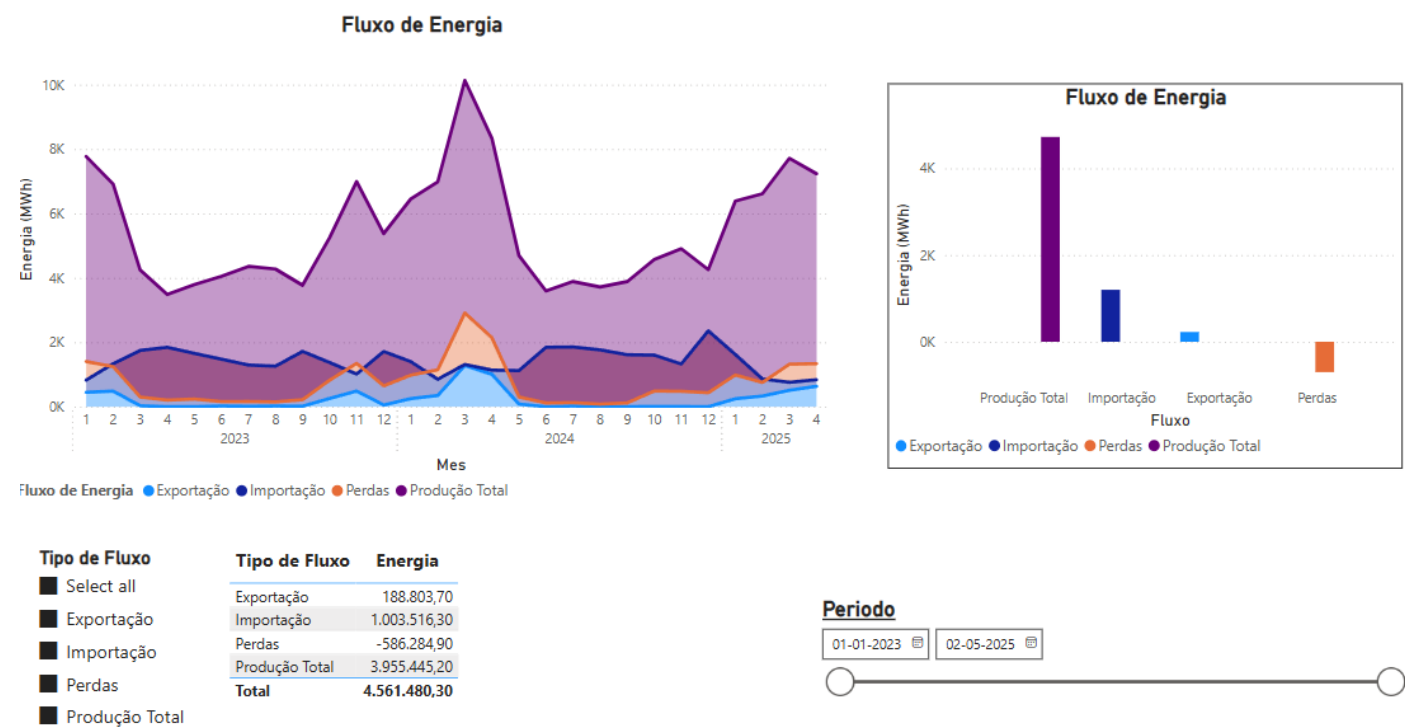 Fluxo de Energia
10K
8K
6K
4K
2K
0K
Energia (MWh)
1 2 3 4 5 6 7 8 9 10 11 12 1 2 3 4 5 6 7 8 9 10 11 12 1 2 3 4
2023 2024 2025
Mes
Fluxo de Energia Exportação Importação Perdas Produção Total
Fluxo de Energia
4K
2K
0K
Energia (MWh)
Produção Total Importação Exportação Perdas
Fluxo
Exportação Importação Perdas Produção Total
Tipo de Fluxo
Select all
Exportação
Importação
Perdas
Produção Total
Tipo de Fluxo Energia
Exportação 188.803,70
Importação 1.003.516,30
Perdas -586.284,90
Produção Total 3.955.445,20
Total 4.561.480,30
Periodo
01-01-2023 02-05-2025